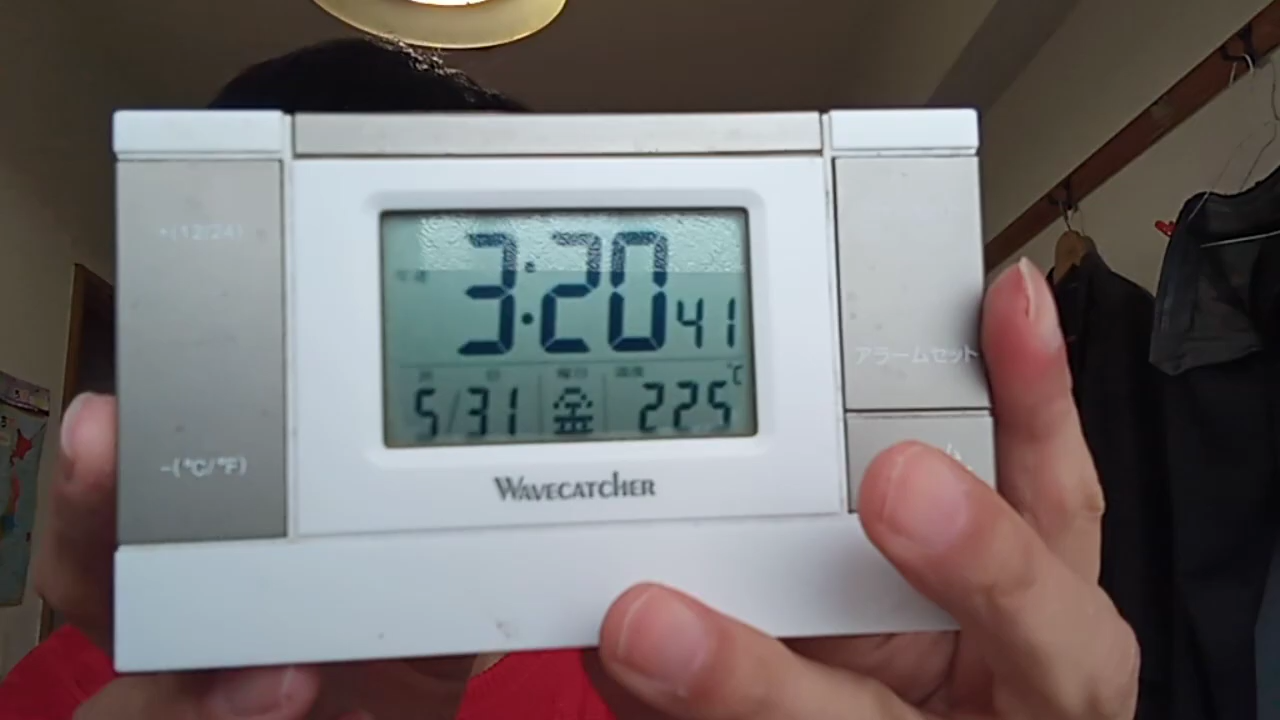 +(12/24)
3:20 41
5/31 金 22.5 ℃
アラームセット
-(℃/°F)
WAVECATCHER